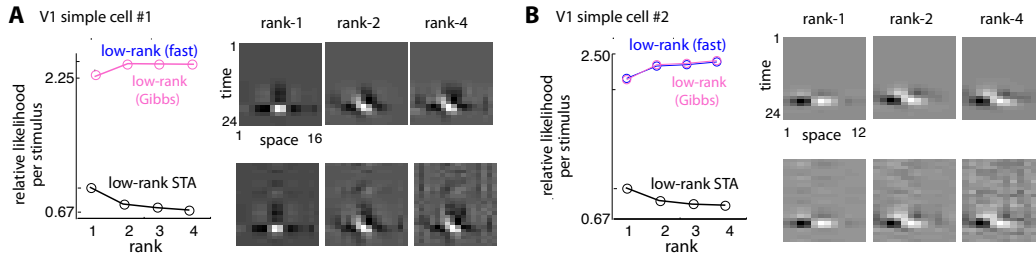 A V1 simple cell #1
rank-1 rank-2 rank-4
low-rank (fast)
2.25
low-rank
(Gibbs)
relative likelihood
per stimulus
low-rank STA
0.67
1 2 3 4
rank
1
time
24
1 space 16
B V1 simple cell #2
rank-1 rank-2 rank-4
2.50
low-rank (fast)
low-rank
(Gibbs)
relative likelihood
per stimulus
low-rank STA
0.67
1 2 3 4
rank
1
time
24
1 space 12